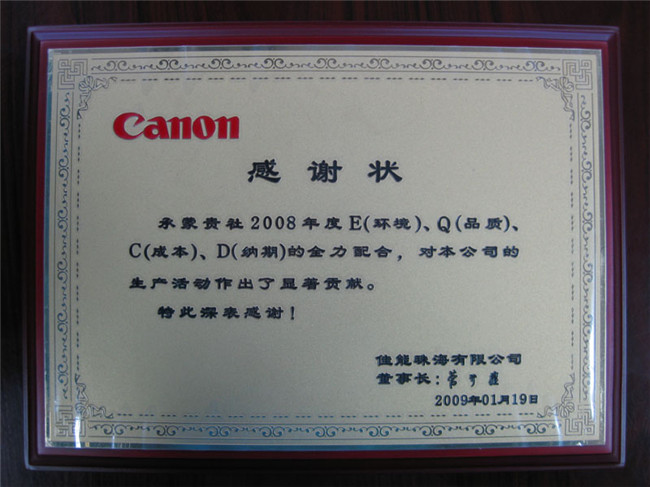 Canon
感谢状
承蒙贵社2008年度E(环境)、Q(品质)、
C(成本)、D(纳期)的全力配合，对本公司的
生产活动作出了显著贡献。
特此深表感谢！
佳能珠海有限公司
董事长：
2009年01月19日